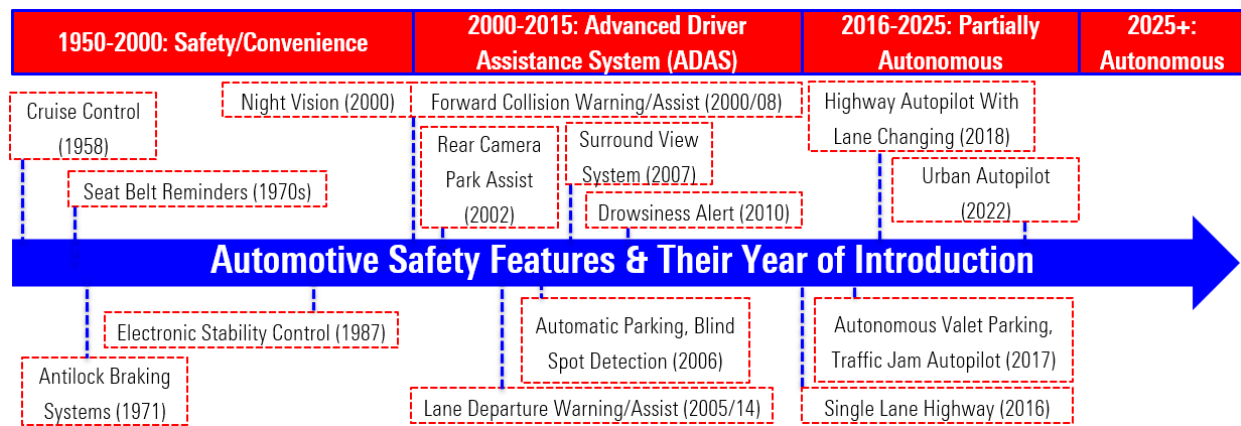 1950-2000: Safety/Convenience
2000-2015: Advanced Driver
Assistance System (ADAS)
2016-2025: Partially
Autonomous
2025+:
Autonomous
Cruise Control
(1958)
Seat Belt Reminders (1970s)
Night Vision (2000)
Forward Collision Warning/Assist (2000/08)
Rear Camera
Park Assist
(2002)
Surround View
System (2007)
Drowsiness Alert (2010)
Highway Autopilot With
Lane Changing (2018)
Urban Autopilot
(2022)
Automotive Safety Features & Their Year of Introduction
Electronic Stability Control (1987)
Antilock Braking
Systems (1971)
Automatic Parking, Blind
Spot Detection (2006)
Lane Departure Warning/Assist (2005/14)
Autonomous Valet Parking,
Traffic Jam Autopilot (2017)
Single Lane Highway (2016)